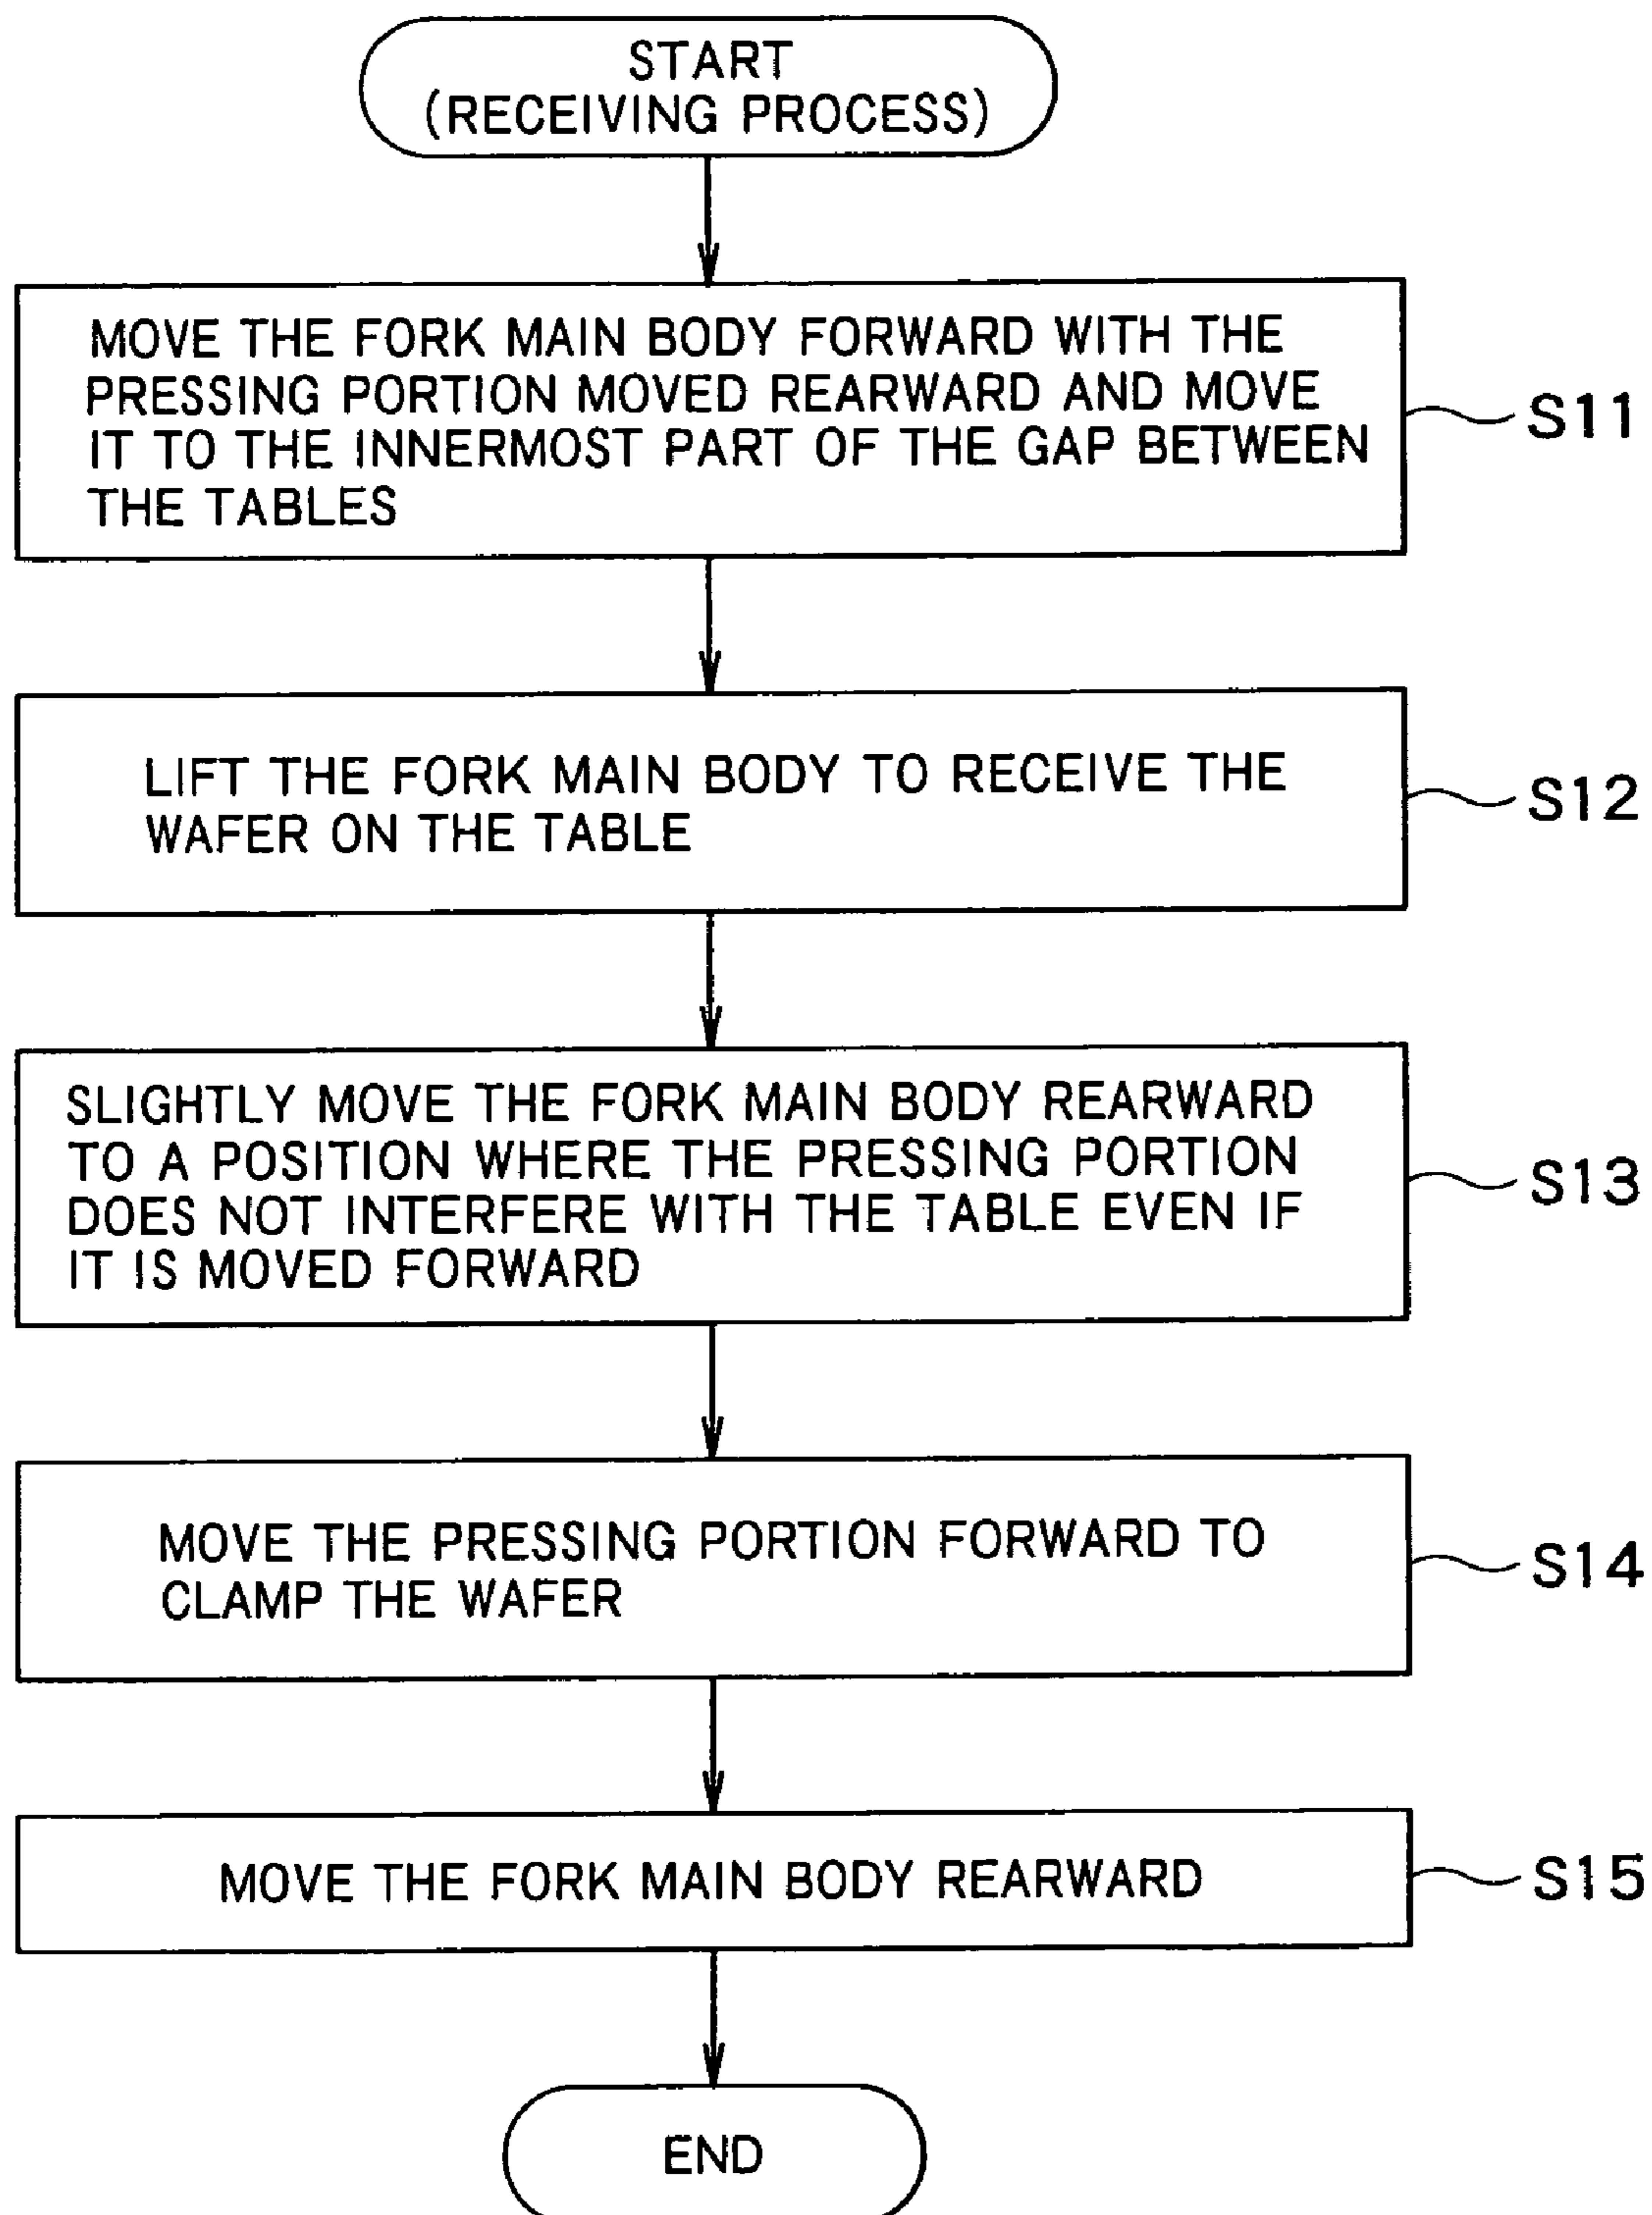 START
(RECEIVING PROCESS)
MOVE THE FORK MAIN BODY FORWARD WITH THE
PRESSING PORTION MOVED REARWARD AND MOVE
IT TO THE INNERMOST PART OF THE GAP BETWEEN
THE TABLES
S11
LIFT THE FORK MAIN BODY TO RECEIVE THE
WAFER ON THE TABLE
S12
SLIGHTLY MOVE THE FORK MAIN BODY REARWARD
TO A POSITION WHERE THE PRESSING PORTION
DOES NOT INTERFERE WITH THE TABLE EVEN IF
IT IS MOVED FORWARD
S13
MOVE THE PRESSING PORTION FORWARD TO
CLAMP THE WAFER
S14
MOVE THE FORK MAIN BODY REARWARD
S15
END